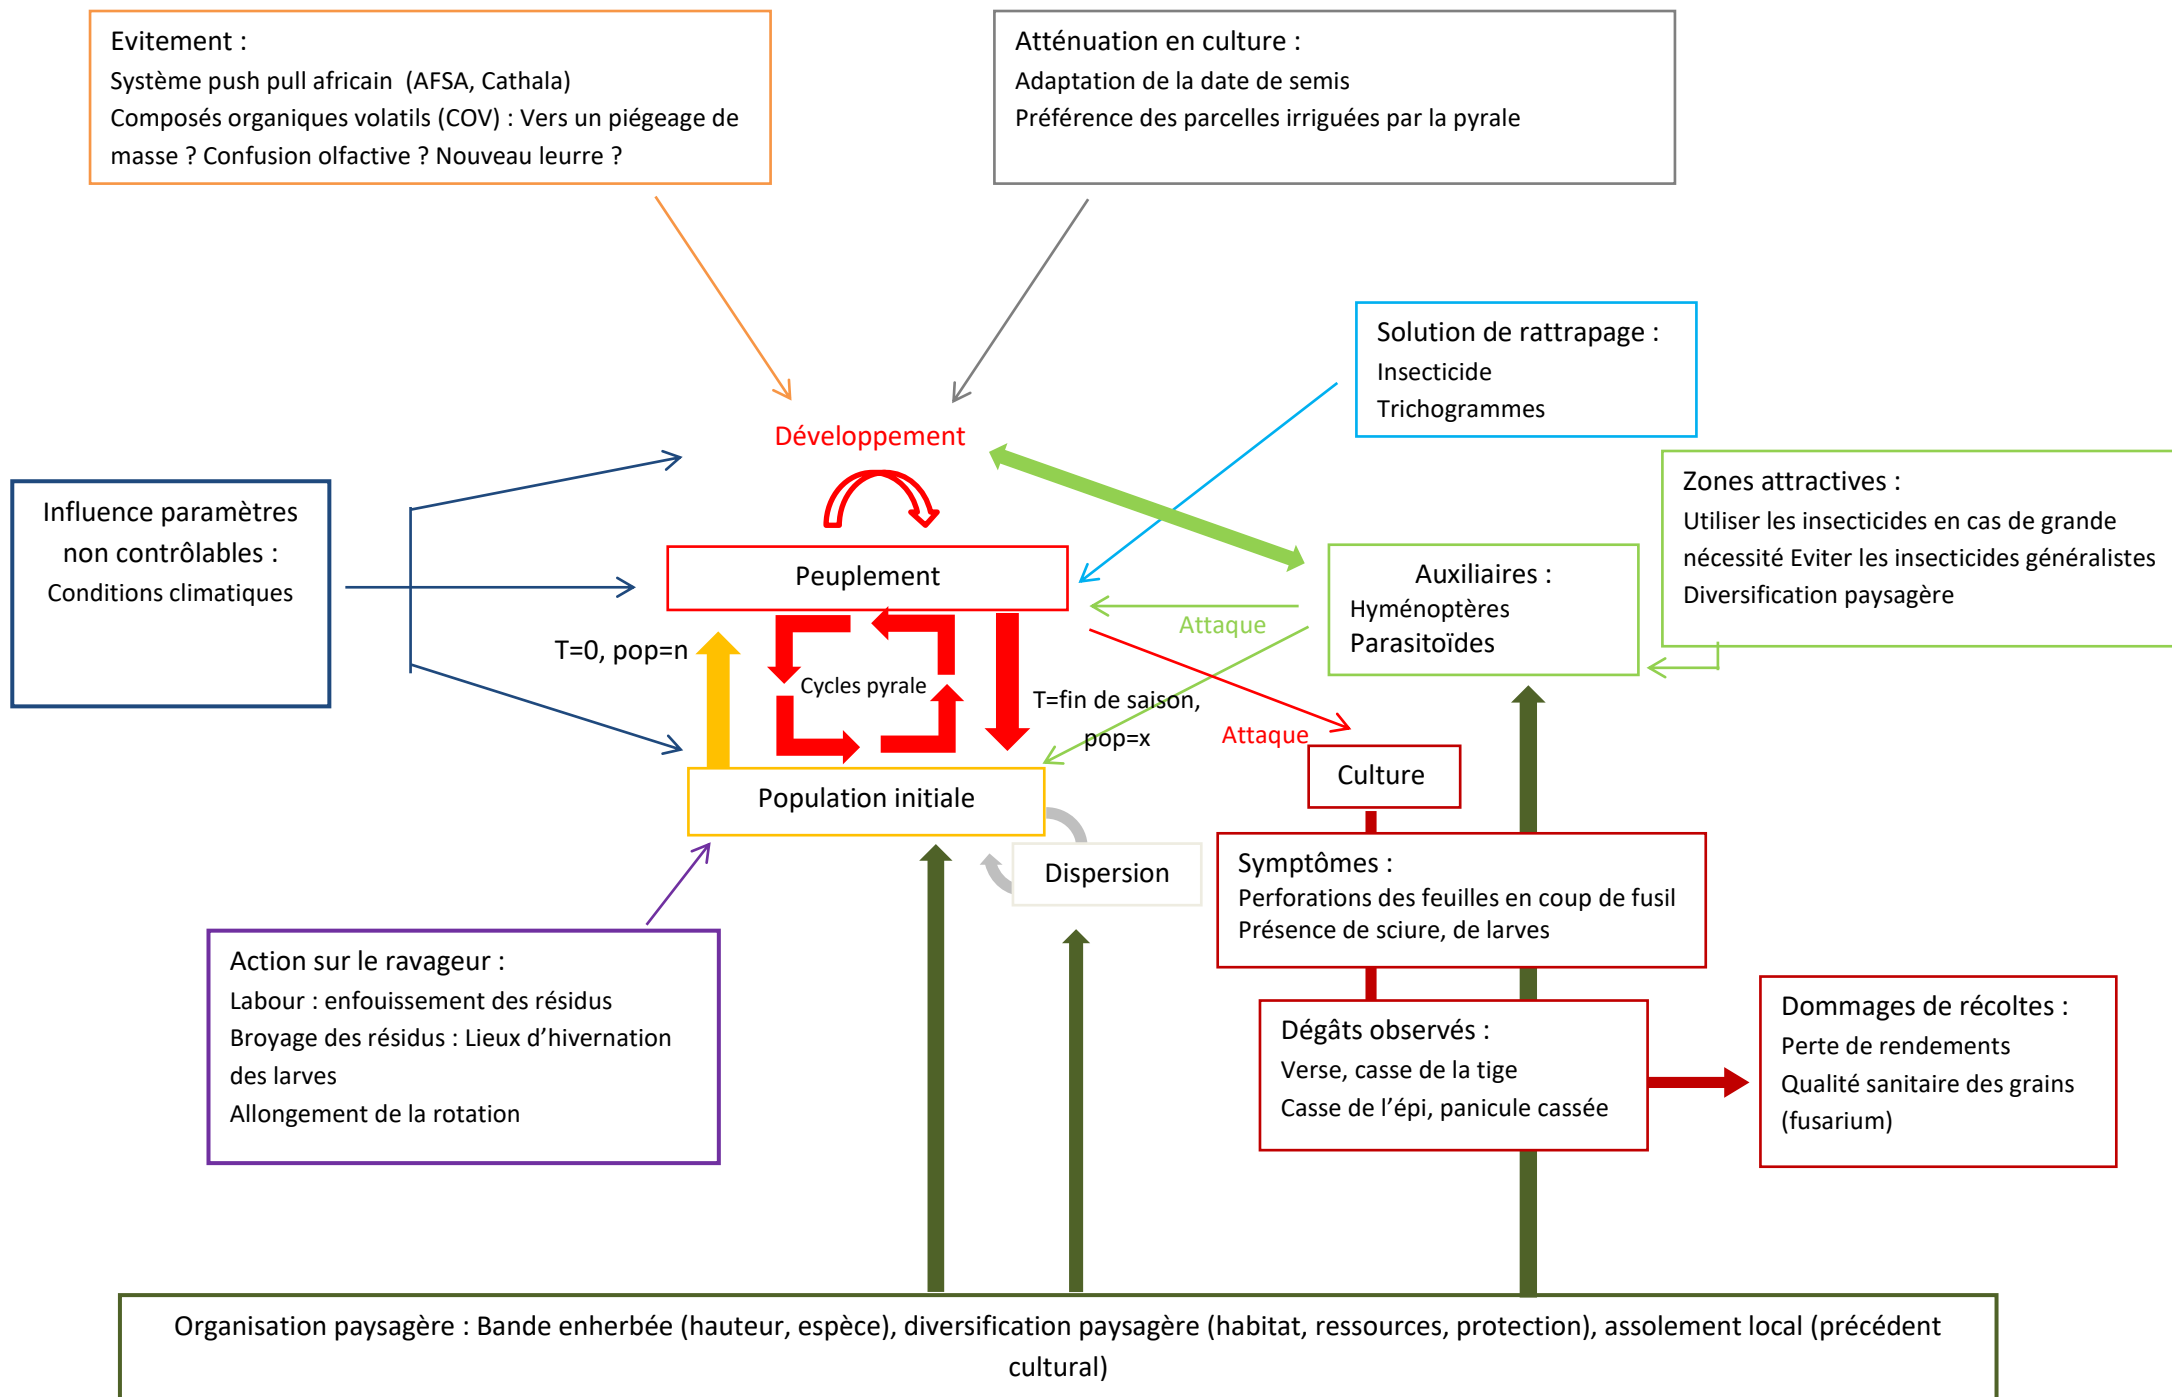 Evitement :
Système push pull africain (AFSA, Cathala)
Composés organiques volatils (COV) : Vers un piégeage de
masse ? Confusion olfactive ? Nouveau leurre ?
Atténuation en culture :
Adaptation de la date de semis
Préférence des parcelles irriguées par la pyrale
Solution de rattrapage :
Insecticide
Trichogrammes
Développement
Zones attractives :
Utiliser les insecticides en cas de grande
nécessité Eviter les insecticides généralistes
Diversification paysagère
Influence paramètres
non contrôlables :
Conditions climatiques
Peuplement
Auxiliaires :
Hyménoptères
Parasitoïdes
Attaque
T=0, pop=n
Cycles pyrale
T=fin de saison,
pop=x
Attaque
Culture
Population initiale
Dispersion
Symptômes :
Perforations des feuilles en coup de fusil
Présence de sciure, de larves
Action sur le ravageur :
Labour : enfouissement des résidus
Broyage des résidus : Lieux d’hivernation
des larves
Allongement de la rotation
Dégâts observés :
Verse, casse de la tige
Casse de l’épi, panicule cassée
Dommages de récoltes :
Perte de rendements
Qualité sanitaire des grains
(fusarium)
Organisation paysagère : Bande enherbée (hauteur, espèce), diversification paysagère (habitat, ressources, protection), assolement local (précédent
cultural)